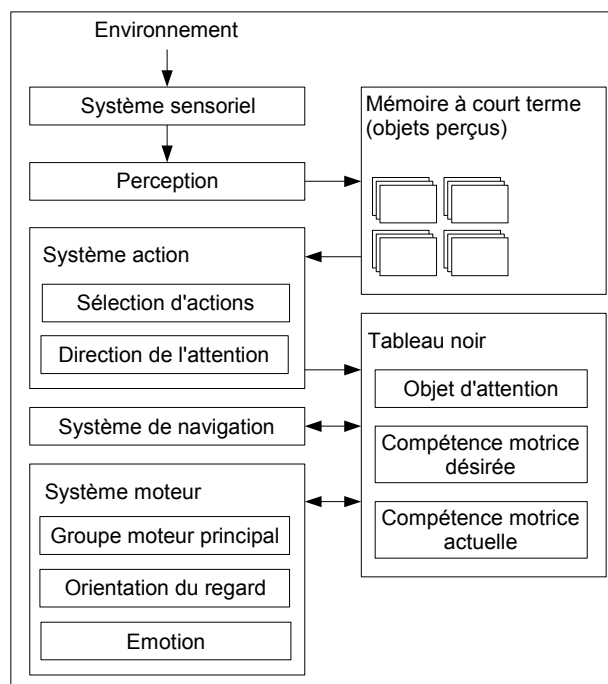 Environnement
Système sensoriel
Perception
Mémoire à court terme
(objets perçus)
Système action
Sélection d'actions
Direction de l'attention
Tableau noir
Objet d'attention
Compétence motrice
désirée
Compétence motrice
actuelle
Système de navigation
Système moteur
Groupe moteur principal
Orientation du regard
Emotion